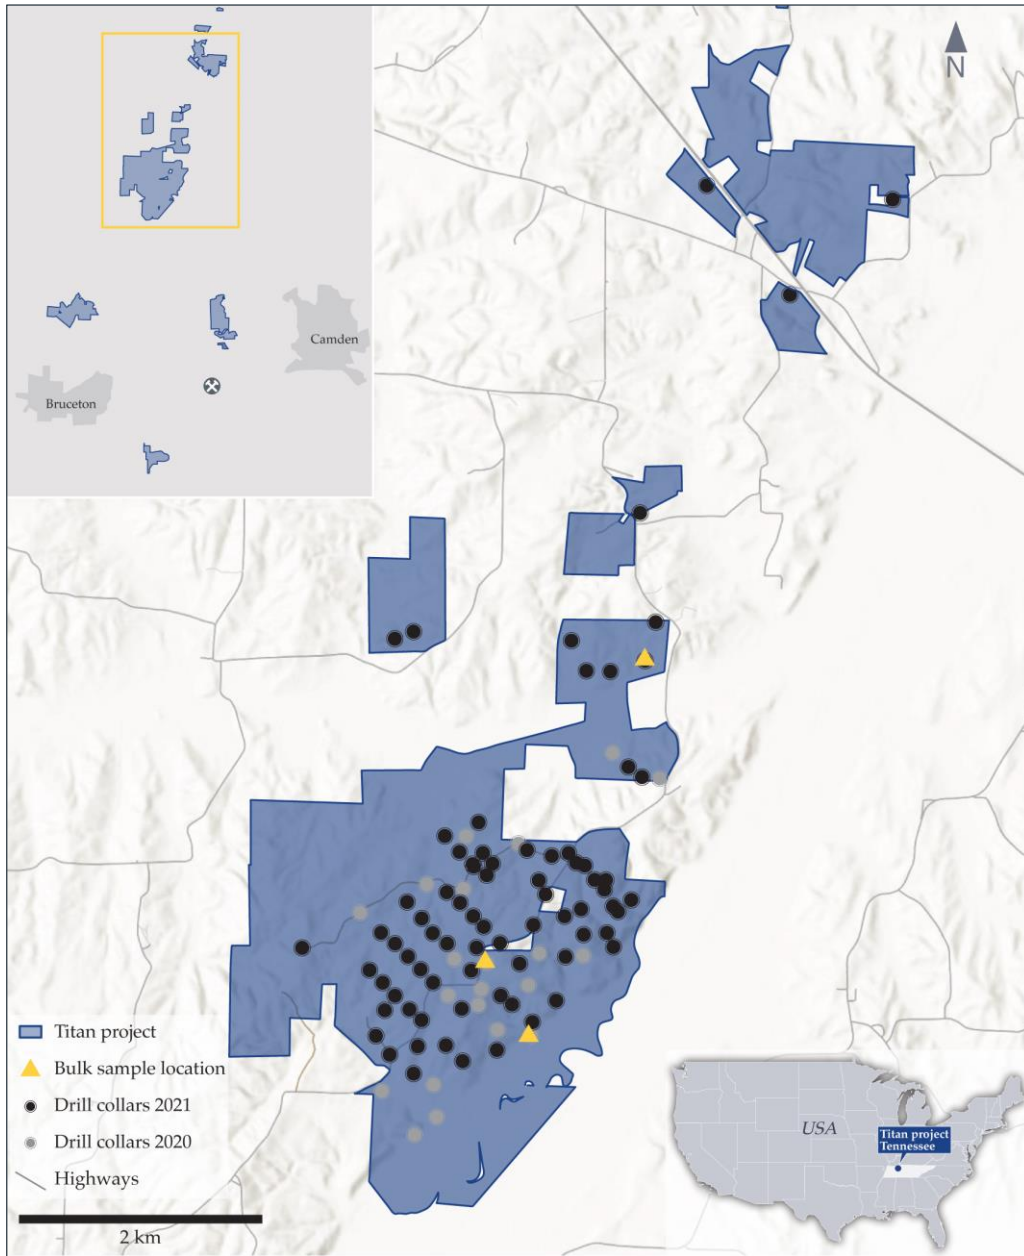 N
Camden
Bruceton
Titan project
Bulk sample location
Drill collars 2021
Drill collars 2020
Highways
2 km
USA
Titan project
Tennessee